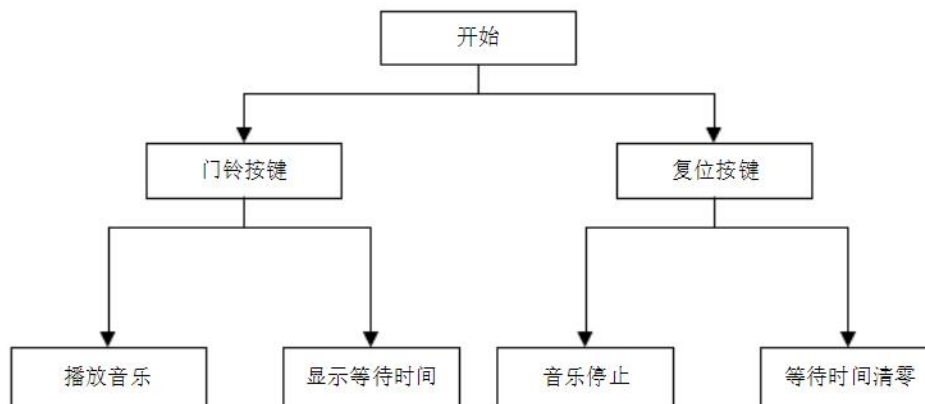 开始
门铃按键
复位按键
播放音乐
显示等待时间
音乐停止
等待时间清零